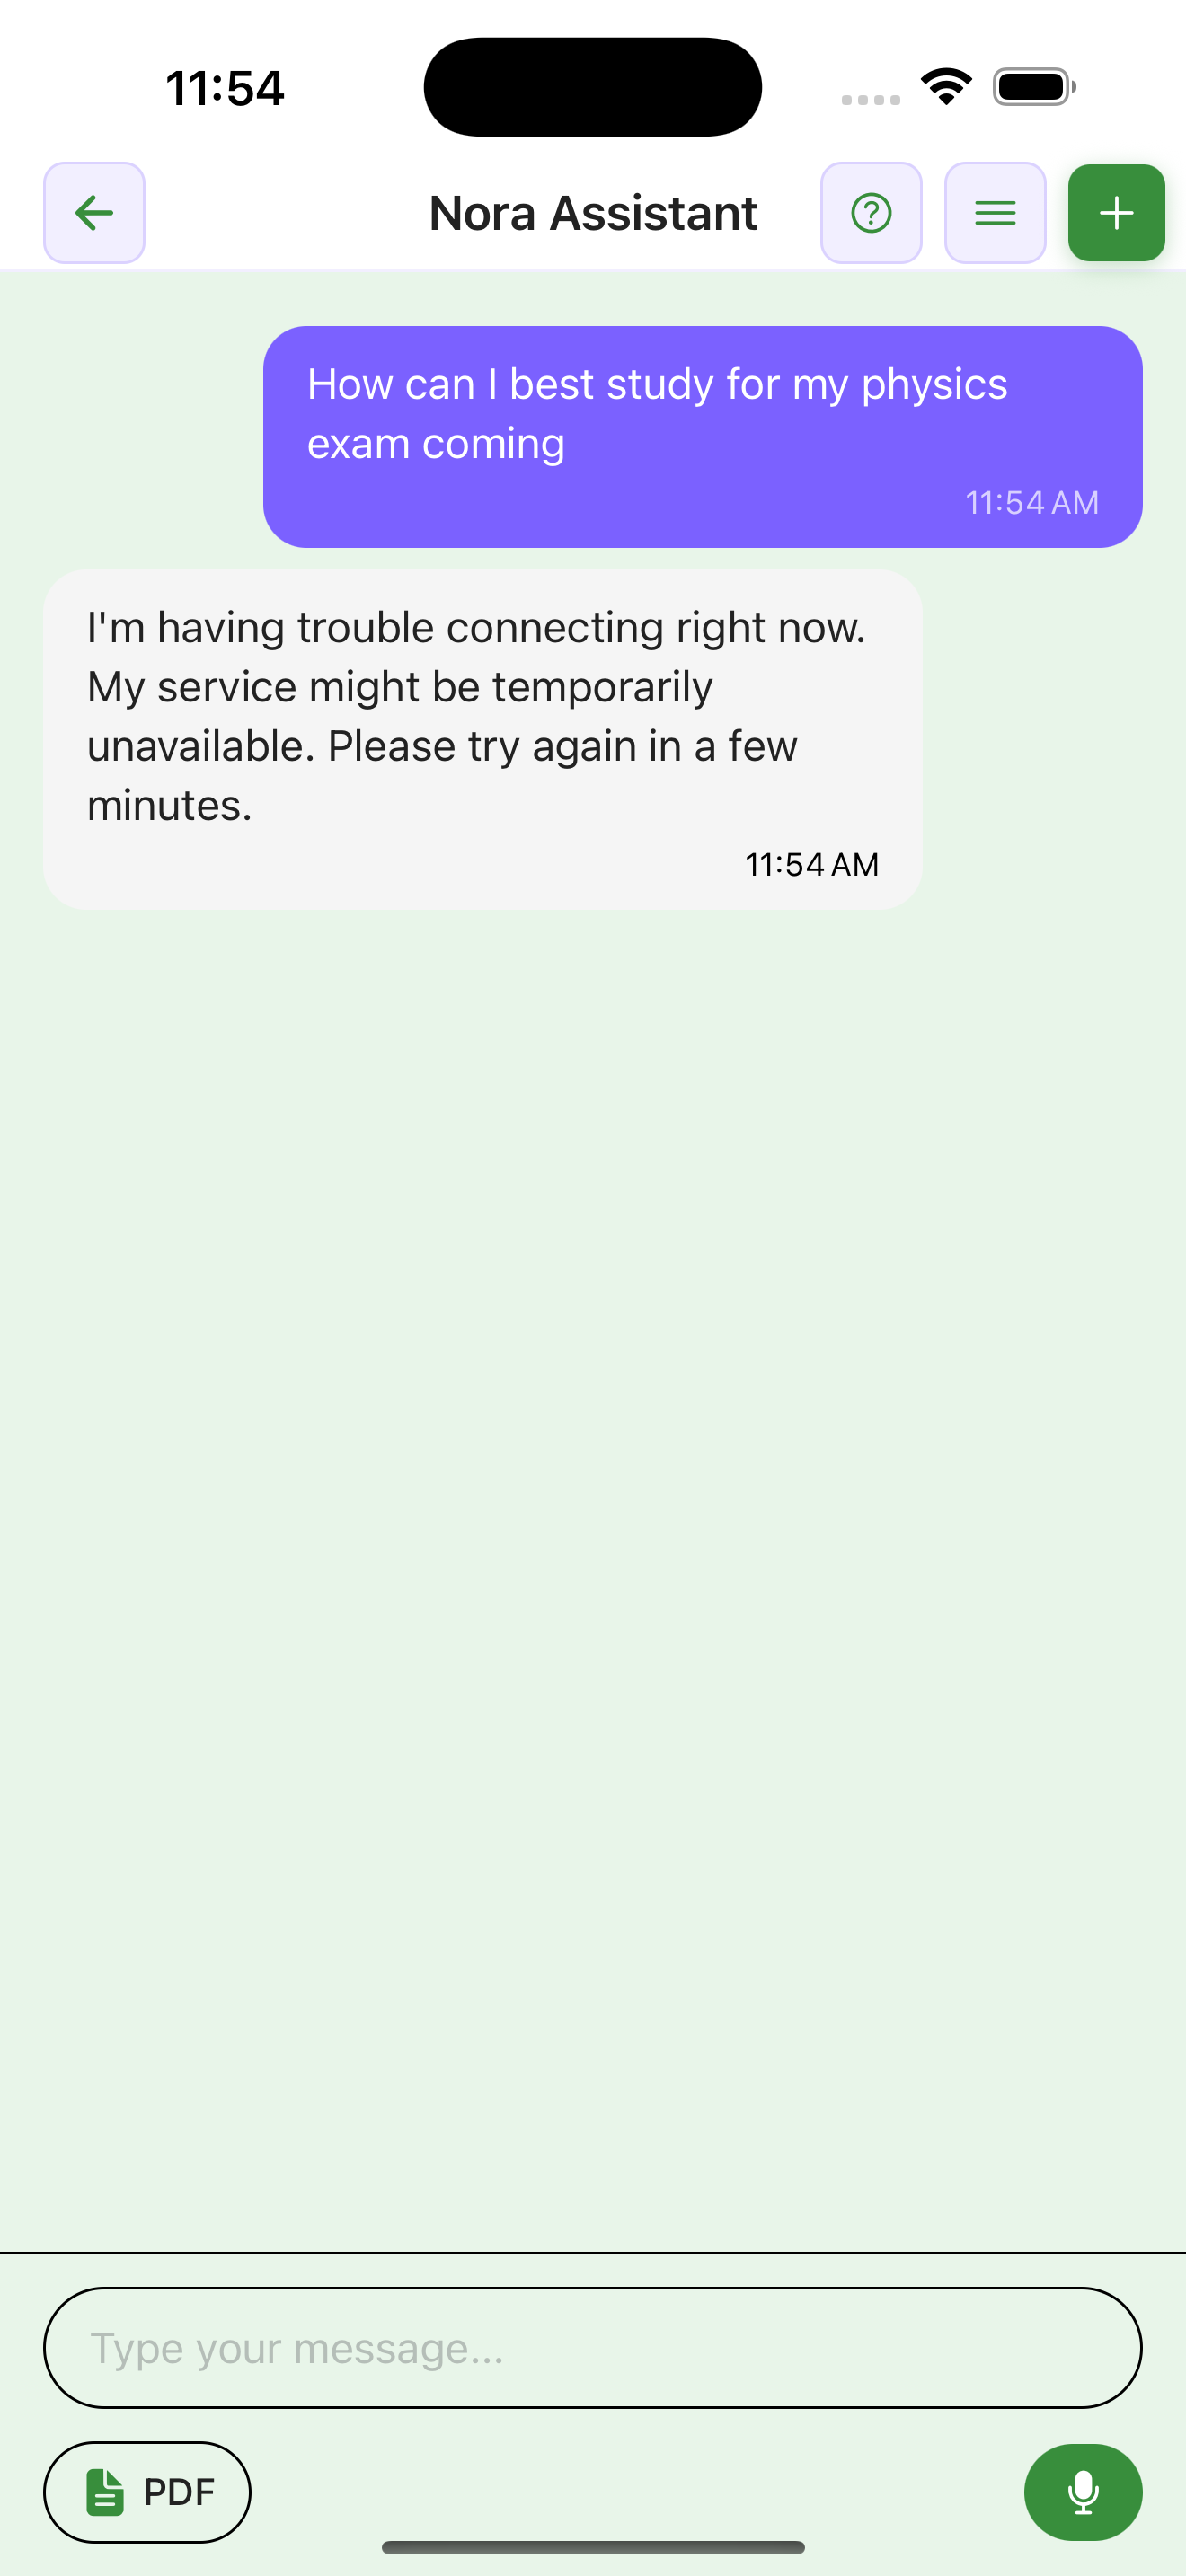 11:54
Nora Assistant
How can I best study for my physics
exam coming
11:54 AM
I'm having trouble connecting right now.
My service might be temporarily
unavailable. Please try again in a few
minutes.
11:54 AM
Type your message...
PDF